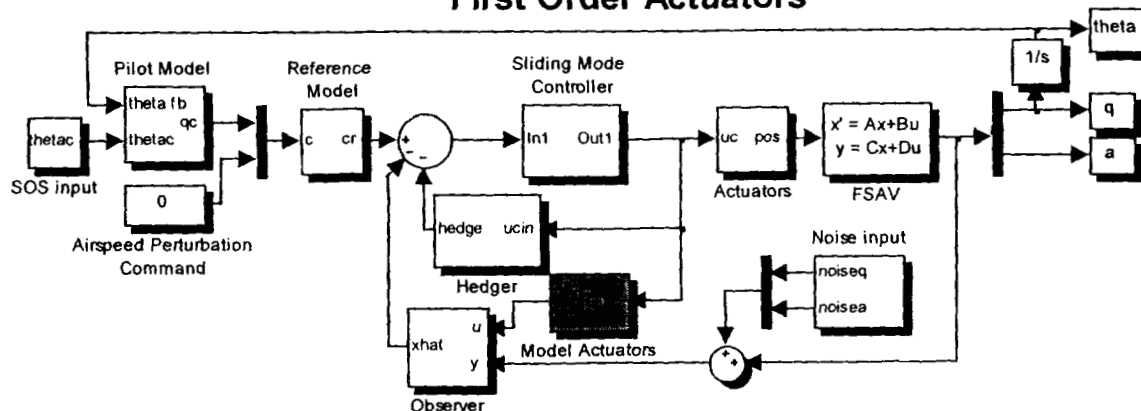 First Order Actuators
theta
1/s
Pilot Model
theta fb
qc
thetac
thetac
SOS input
0
Airspeed Perturbation
Command
Reference
Model
c
cr
+
-
-
Sliding Mode
Controller
In1
Out1
uc
pos
Actuators
x' = Ax+Bu
y = Cx+Du
FSAV
q
a
hedge
ucin
Hedger
Noise input
noiseq
noisea
Model Actuators
u
xhat
y
Observer
+
+